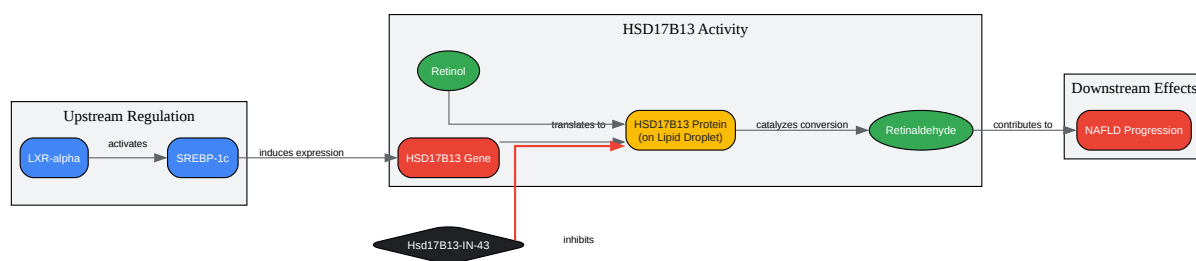 HSD17B13 Activity
Retinol
Downstream Effects
Upstream Regulation
translates to
HSD17B13 Protein
(on Lipid Droplet)
catalyzes conversion
Retinaldehyde
contributes to
NAFLD Progression
LXR-alpha
activates
SREBP-1c
induces expression
HSD17B13 Gene
Hsd17B13-IN-43
inhibits